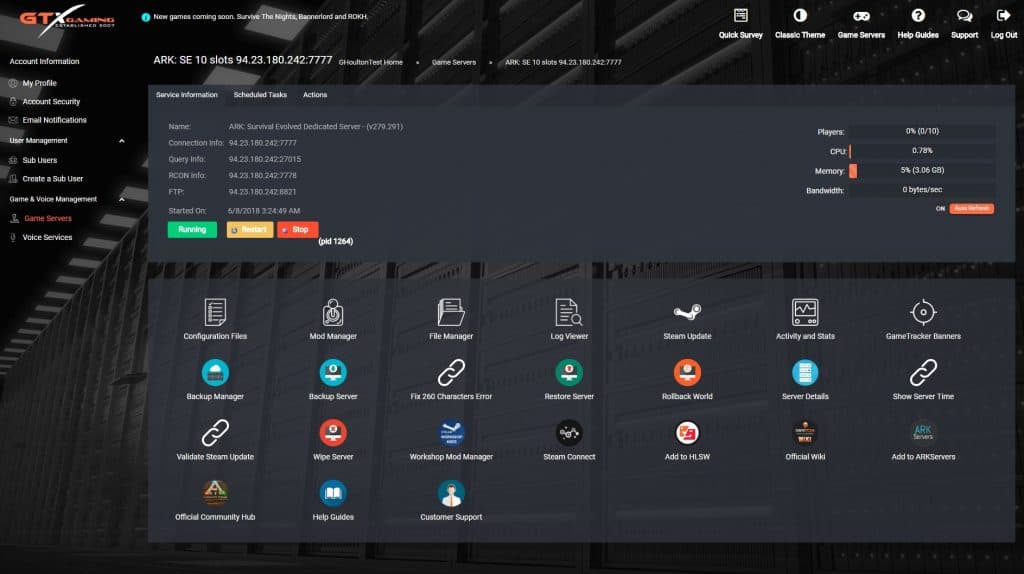 GTXGAMING
ESTABLISHED 2007
New games coming soon. Survive The Nights, Bannerlord and ROKH.
Quick Survey
Classic Theme
Game Servers
Help Guides
Support
Log Out
Account Information
My Profile
Account Security
Email Notifications
User Management
Sub Users
Create a Sub User
Game & Voice Management
Game Servers
Voice Services
ARK: SE 10 slots 94.23.180.242:7777 GHoultonTest Home » Game Servers » ARK: SE 10 slots 94.23.180.242:7777
Service Information Scheduled Tasks Actions
Name: ARK: Survival Evolved Dedicated Server - (v279.291)
Connection Info: 94.23.180.242:7777
Query Info: 94.23.180.242:27015
RCON Info: 94.23.180.242:7778
FTP: 94.23.180.242:8821
Started On: 6/8/2018 3:24:49 AM
Running Restart Stop
(pid 1264)
Players: 0% (0/10)
CPU: 0.78%
Memory: 5% (3.06 GB)
Bandwidth: 0 bytes/sec
ON Auto Refresh
Configuration Files
Mod Manager
File Manager
Log Viewer
Steam Update
Activity and Stats
GameTracker Banners
Backup Manager
Backup Server
Fix 260 Characters Error
Restore Server
Rollback World
Server Details
Show Server Time
Validate Steam Update
Wipe Server
Workshop Mod Manager
Steam Connect
Add to HLSW
Official Wiki
Add to ARKServers
Official Community Hub
Help Guides
Customer Support